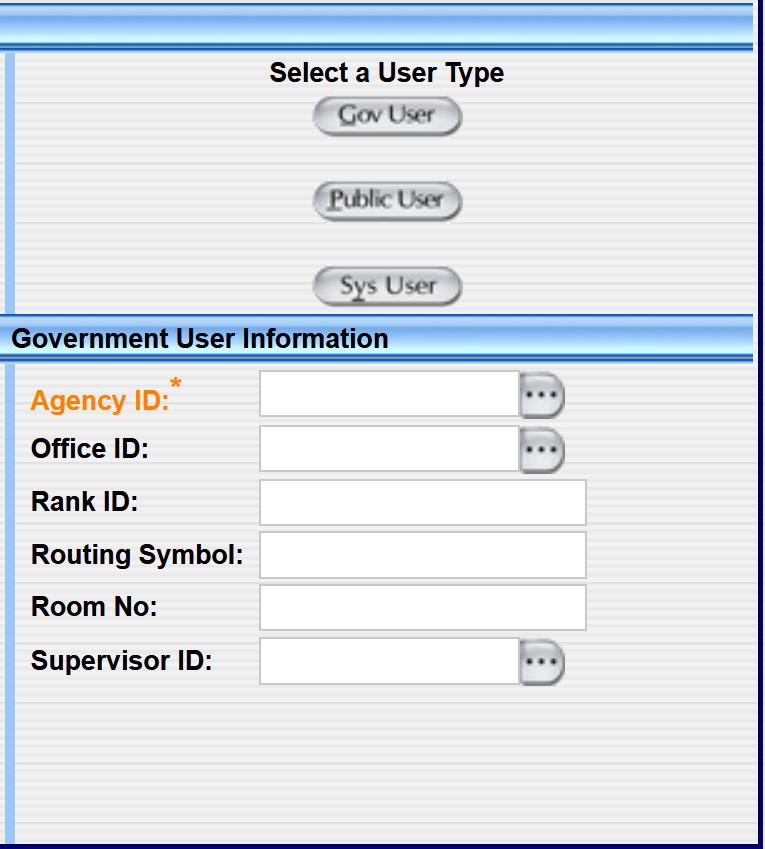 Select a User Type
Gov User
Public User
Sys User
Government User Information
Agency ID:*
Office ID:
Rank ID:
Routing Symbol:
Room No:
Supervisor ID: